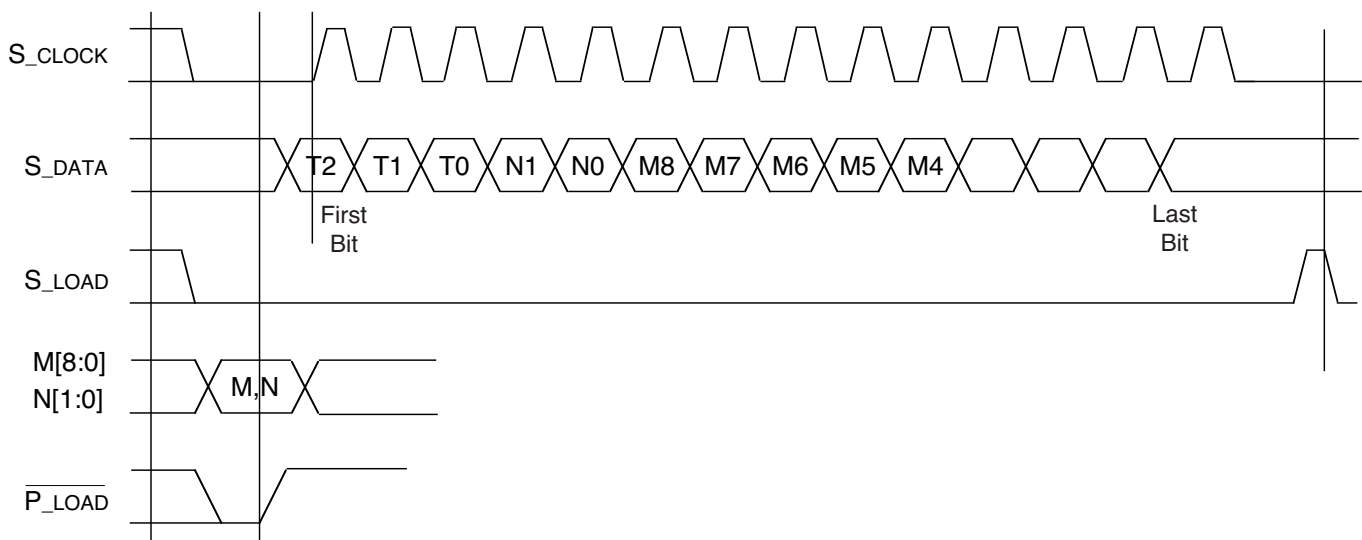 S_CLOCK
S_DATA
T2 T1 T0 N1 N0 M8 M7 M6 M5 M4
First
Bit
Last
Bit
S_LOAD
M[8:0]
N[1:0]
M,N
P_LOAD